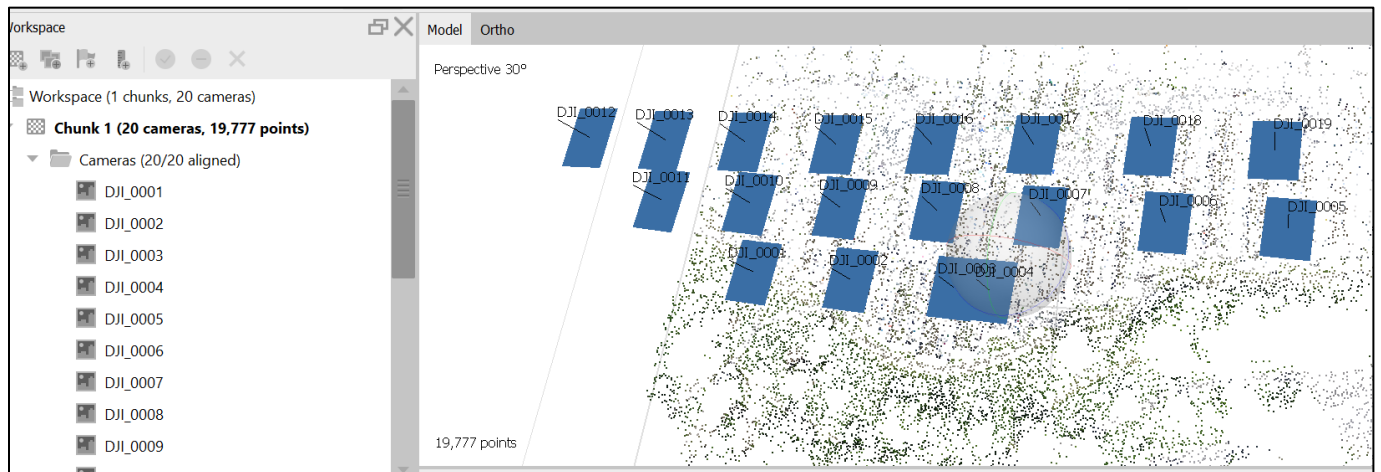 Workspace
Workspace (1 chunks, 20 cameras)
Chunk 1 (20 cameras, 19,777 points)
Cameras (20/20 aligned)
DJI_0001
DJI_0002
DJI_0003
DJI_0004
DJI_0005
DJI_0006
DJI_0007
DJI_0008
DJI_0009
Model Ortho
Perspective 30°
DJI_0012 DJI_0013 DJI_0014 DJI_0015 DJI_0016 DJI_0017 DJI_0018 DJI_0019
DJI_0011 DJI_0010 DJI_0009 DJI_0008 DJI_0007 DJI_0006 DJI_0005
DJI_0001 DJI_0002 DJI_0003 DJI_0004
19,777 points